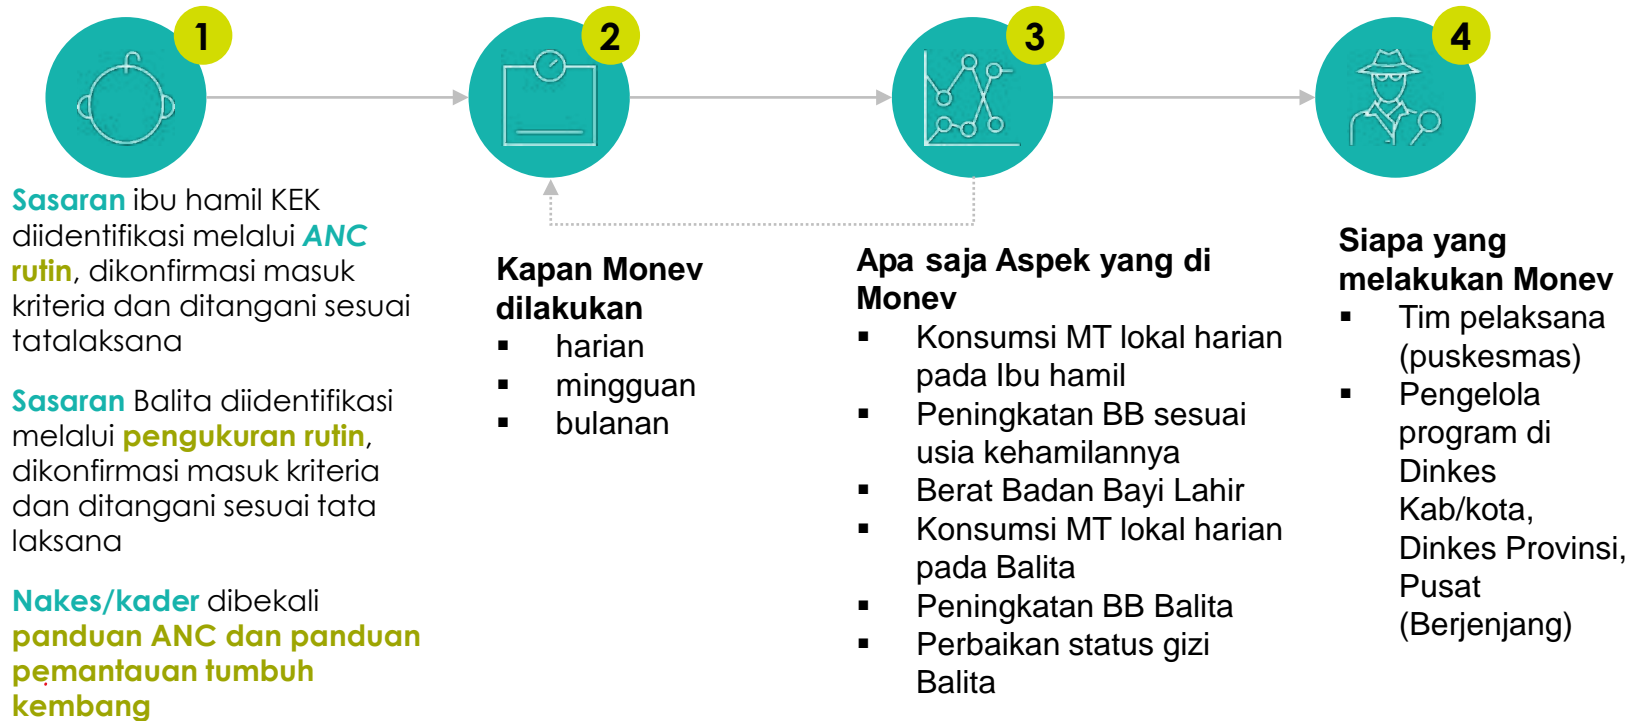 1
Sasaran ibu hamil KEK
diidentifikasi melalui ANC
rutin, dikonfirmasi masuk
kriteria dan ditangani sesuai
tatalaksana
Sasaran Balita diidentifikasi
melalui pengukuran rutin,
dikonfirmasi masuk kriteria
dan ditangani sesuai tata
laksana
Nakes/kader dibekali
panduan ANC dan panduan
pemantauan tumbuh
kembang
2
Kapan Monev
dilakukan
▪ harian
▪ mingguan
▪ bulanan
3
Apa saja Aspek yang di
Monev
▪ Konsumsi MT lokal harian
pada Ibu hamil
▪ Peningkatan BB sesuai
usia kehamilannya
▪ Berat Badan Bayi Lahir
▪ Konsumsi MT lokal harian
pada Balita
▪ Peningkatan BB Balita
▪ Perbaikan status gizi
Balita
4
Siapa yang
melakukan Monev
▪ Tim pelaksana
(puskesmas)
▪ Pengelola
program di
Dinkes
Kab/kota,
Dinkes Provinsi,
Pusat
(Berjenjang)